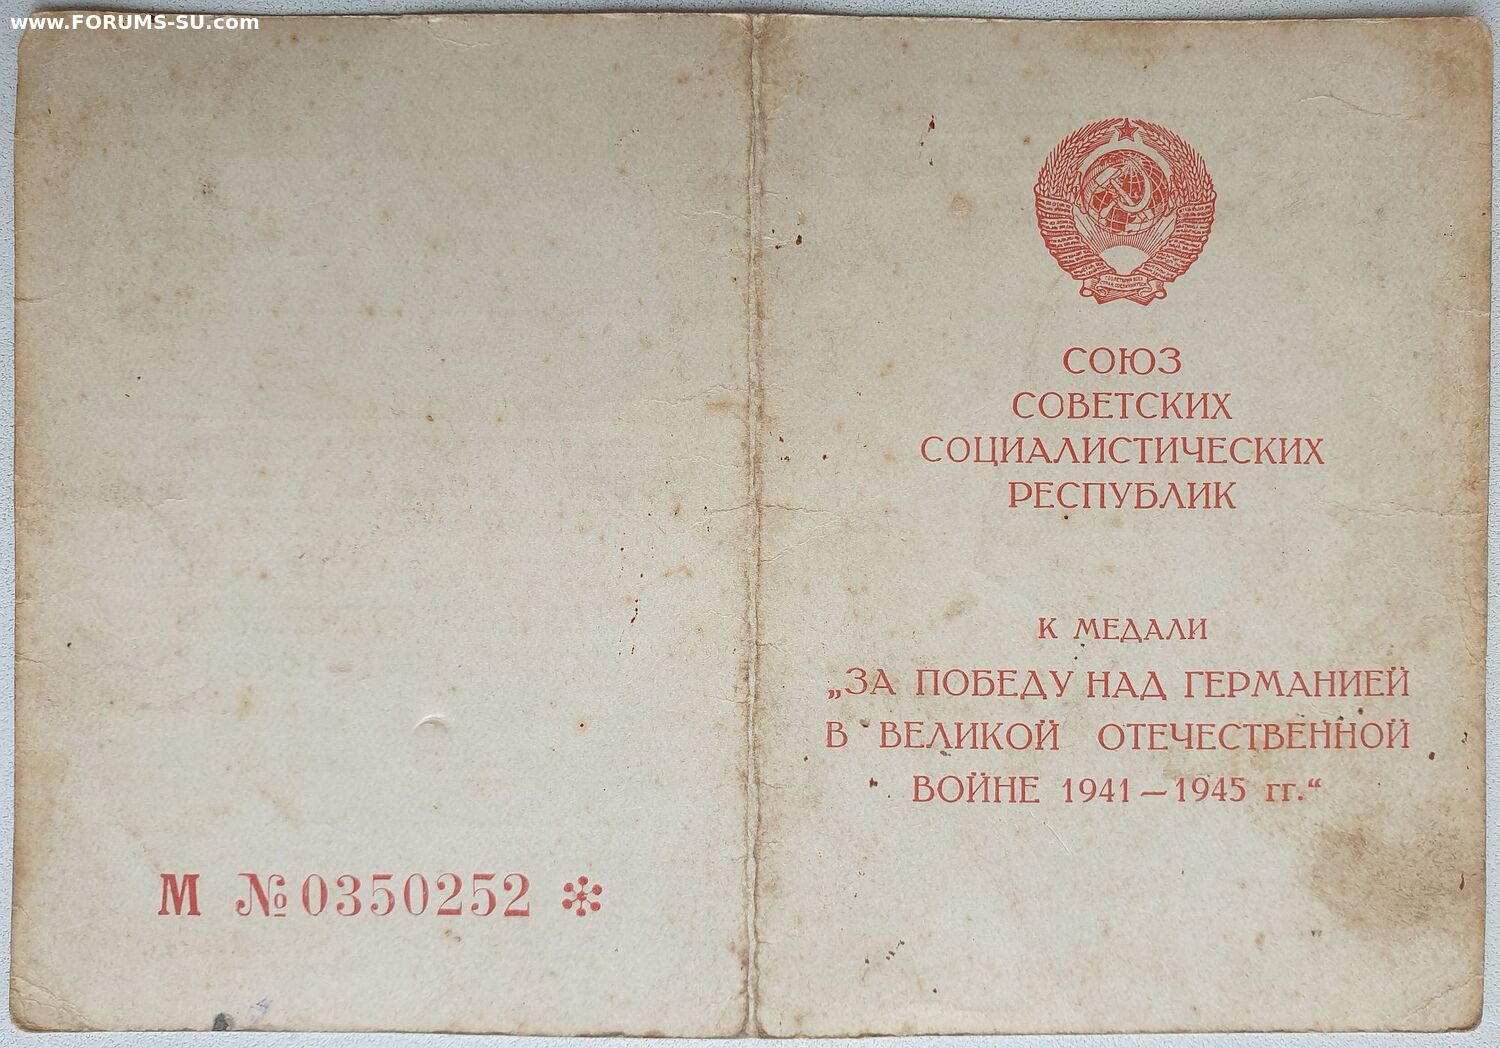 www.FORUMS-SU.com
М №0350252
СОЮЗ
СОВЕТСКИХ
СОЦИАЛИСТИЧЕСКИХ
РЕСПУБЛИК
К МЕДАЛИ
„ЗА ПОБЕДУ НАД ГЕРМАНИЕЙ
В ВЕЛИКОЙ ОТЕЧЕСТВЕННОЙ
ВОЙНЕ 1941—1945 гг.“